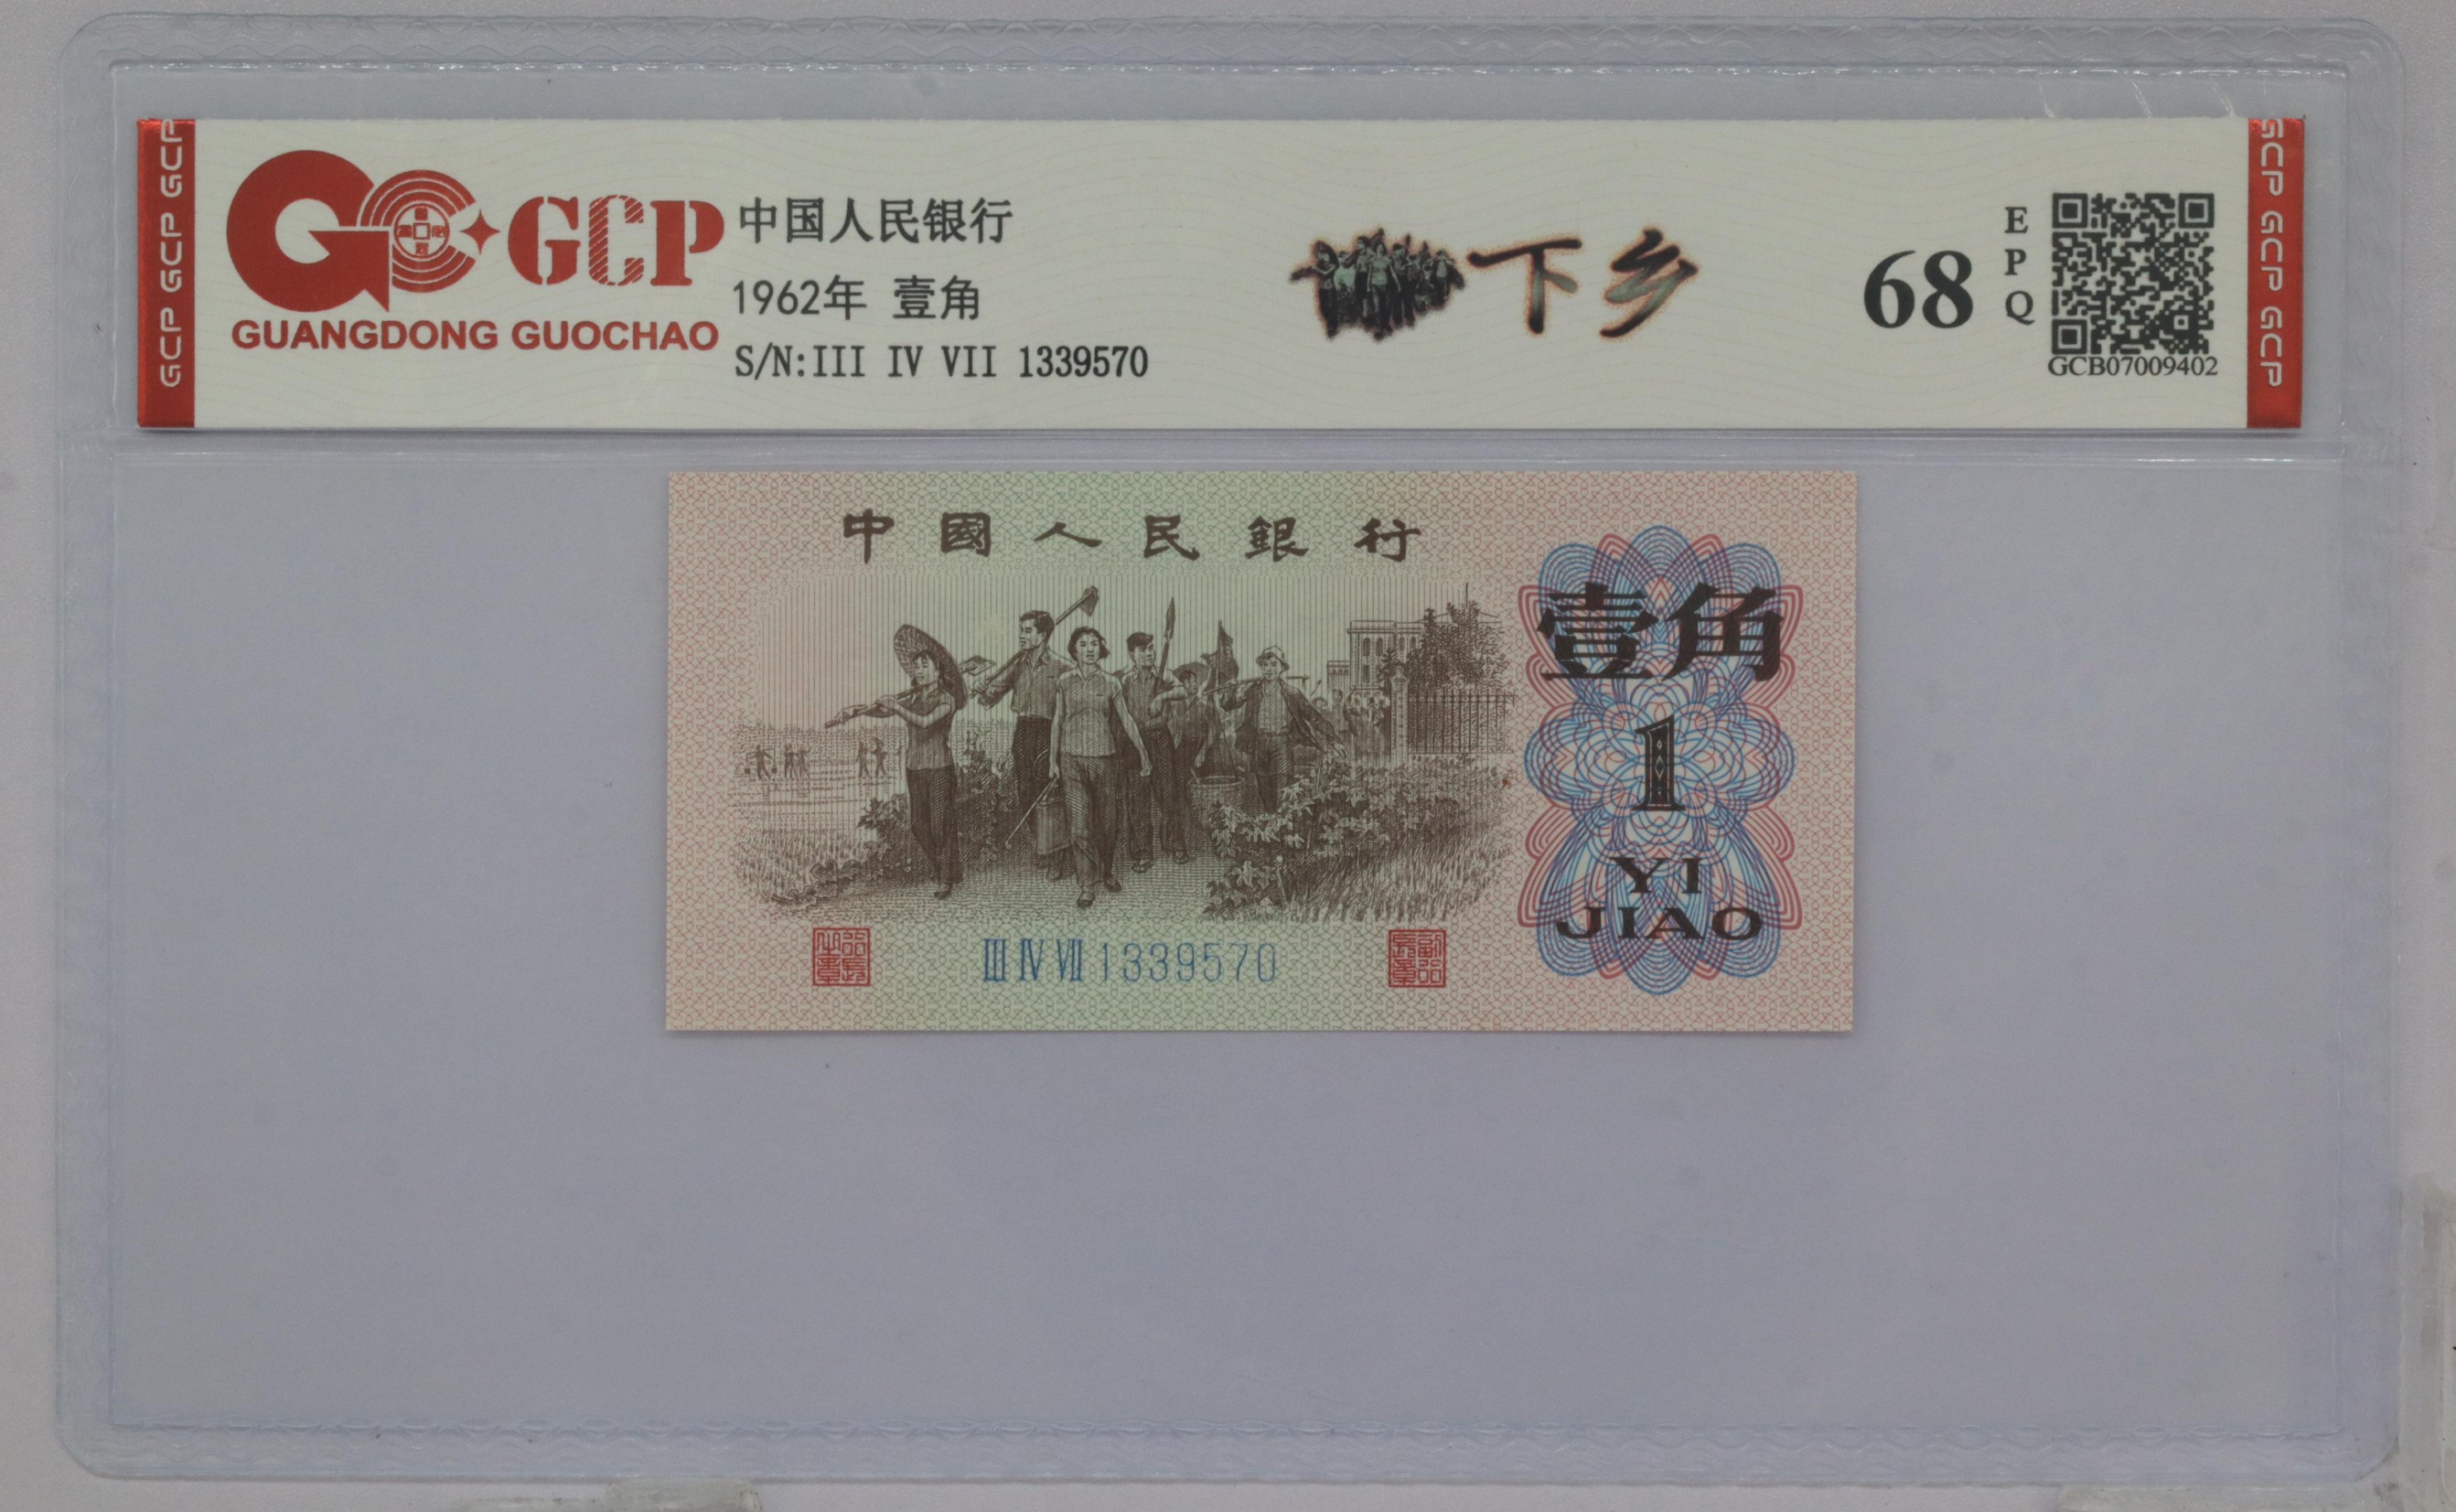 GCP GCP GCP
GCP
GUANGDONG GUOCHAO
中国人民银行
1962年 壹角
S/N:III IV VII 1339570
下乡
68
EPQ
GCB07009402
GCP GCP GCP
中國人民銀行
壹角
1
YI
JIAO
III IV VII 1339570